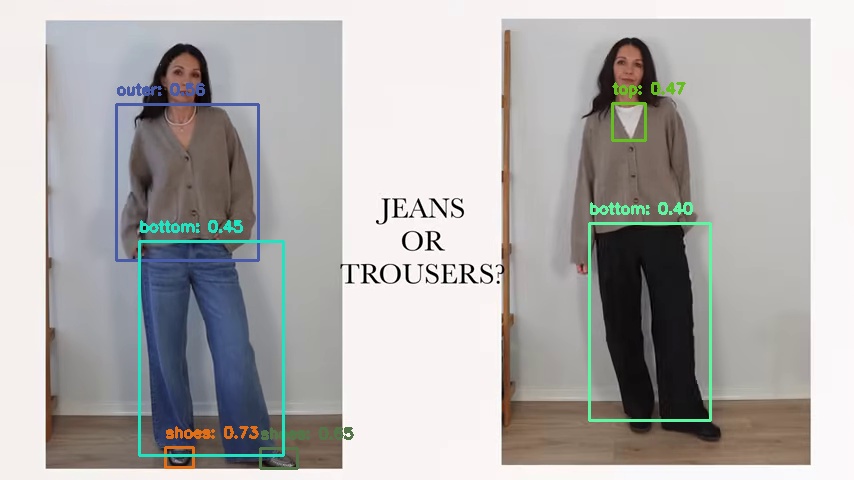 outer: 0.56
top: 0.47
bottom: 0.45
bottom: 0.40
JEANS
OR
TROUSERS?
shoes: 0.73